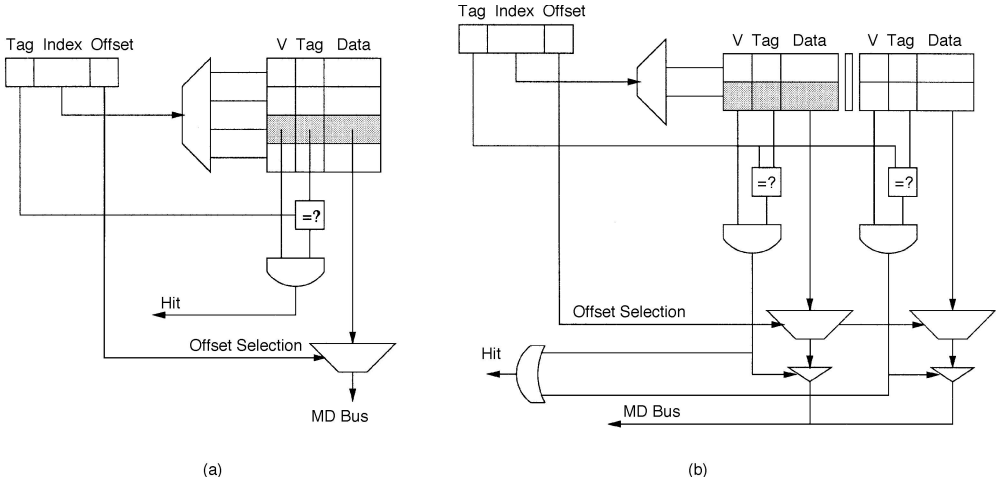 Tag Index Offset
V Tag Data
=?
Hit
Offset Selection
MD Bus
(a)
Tag Index Offset
V Tag Data
V Tag Data
=?
=?
Offset Selection
Hit
MD Bus
(b)